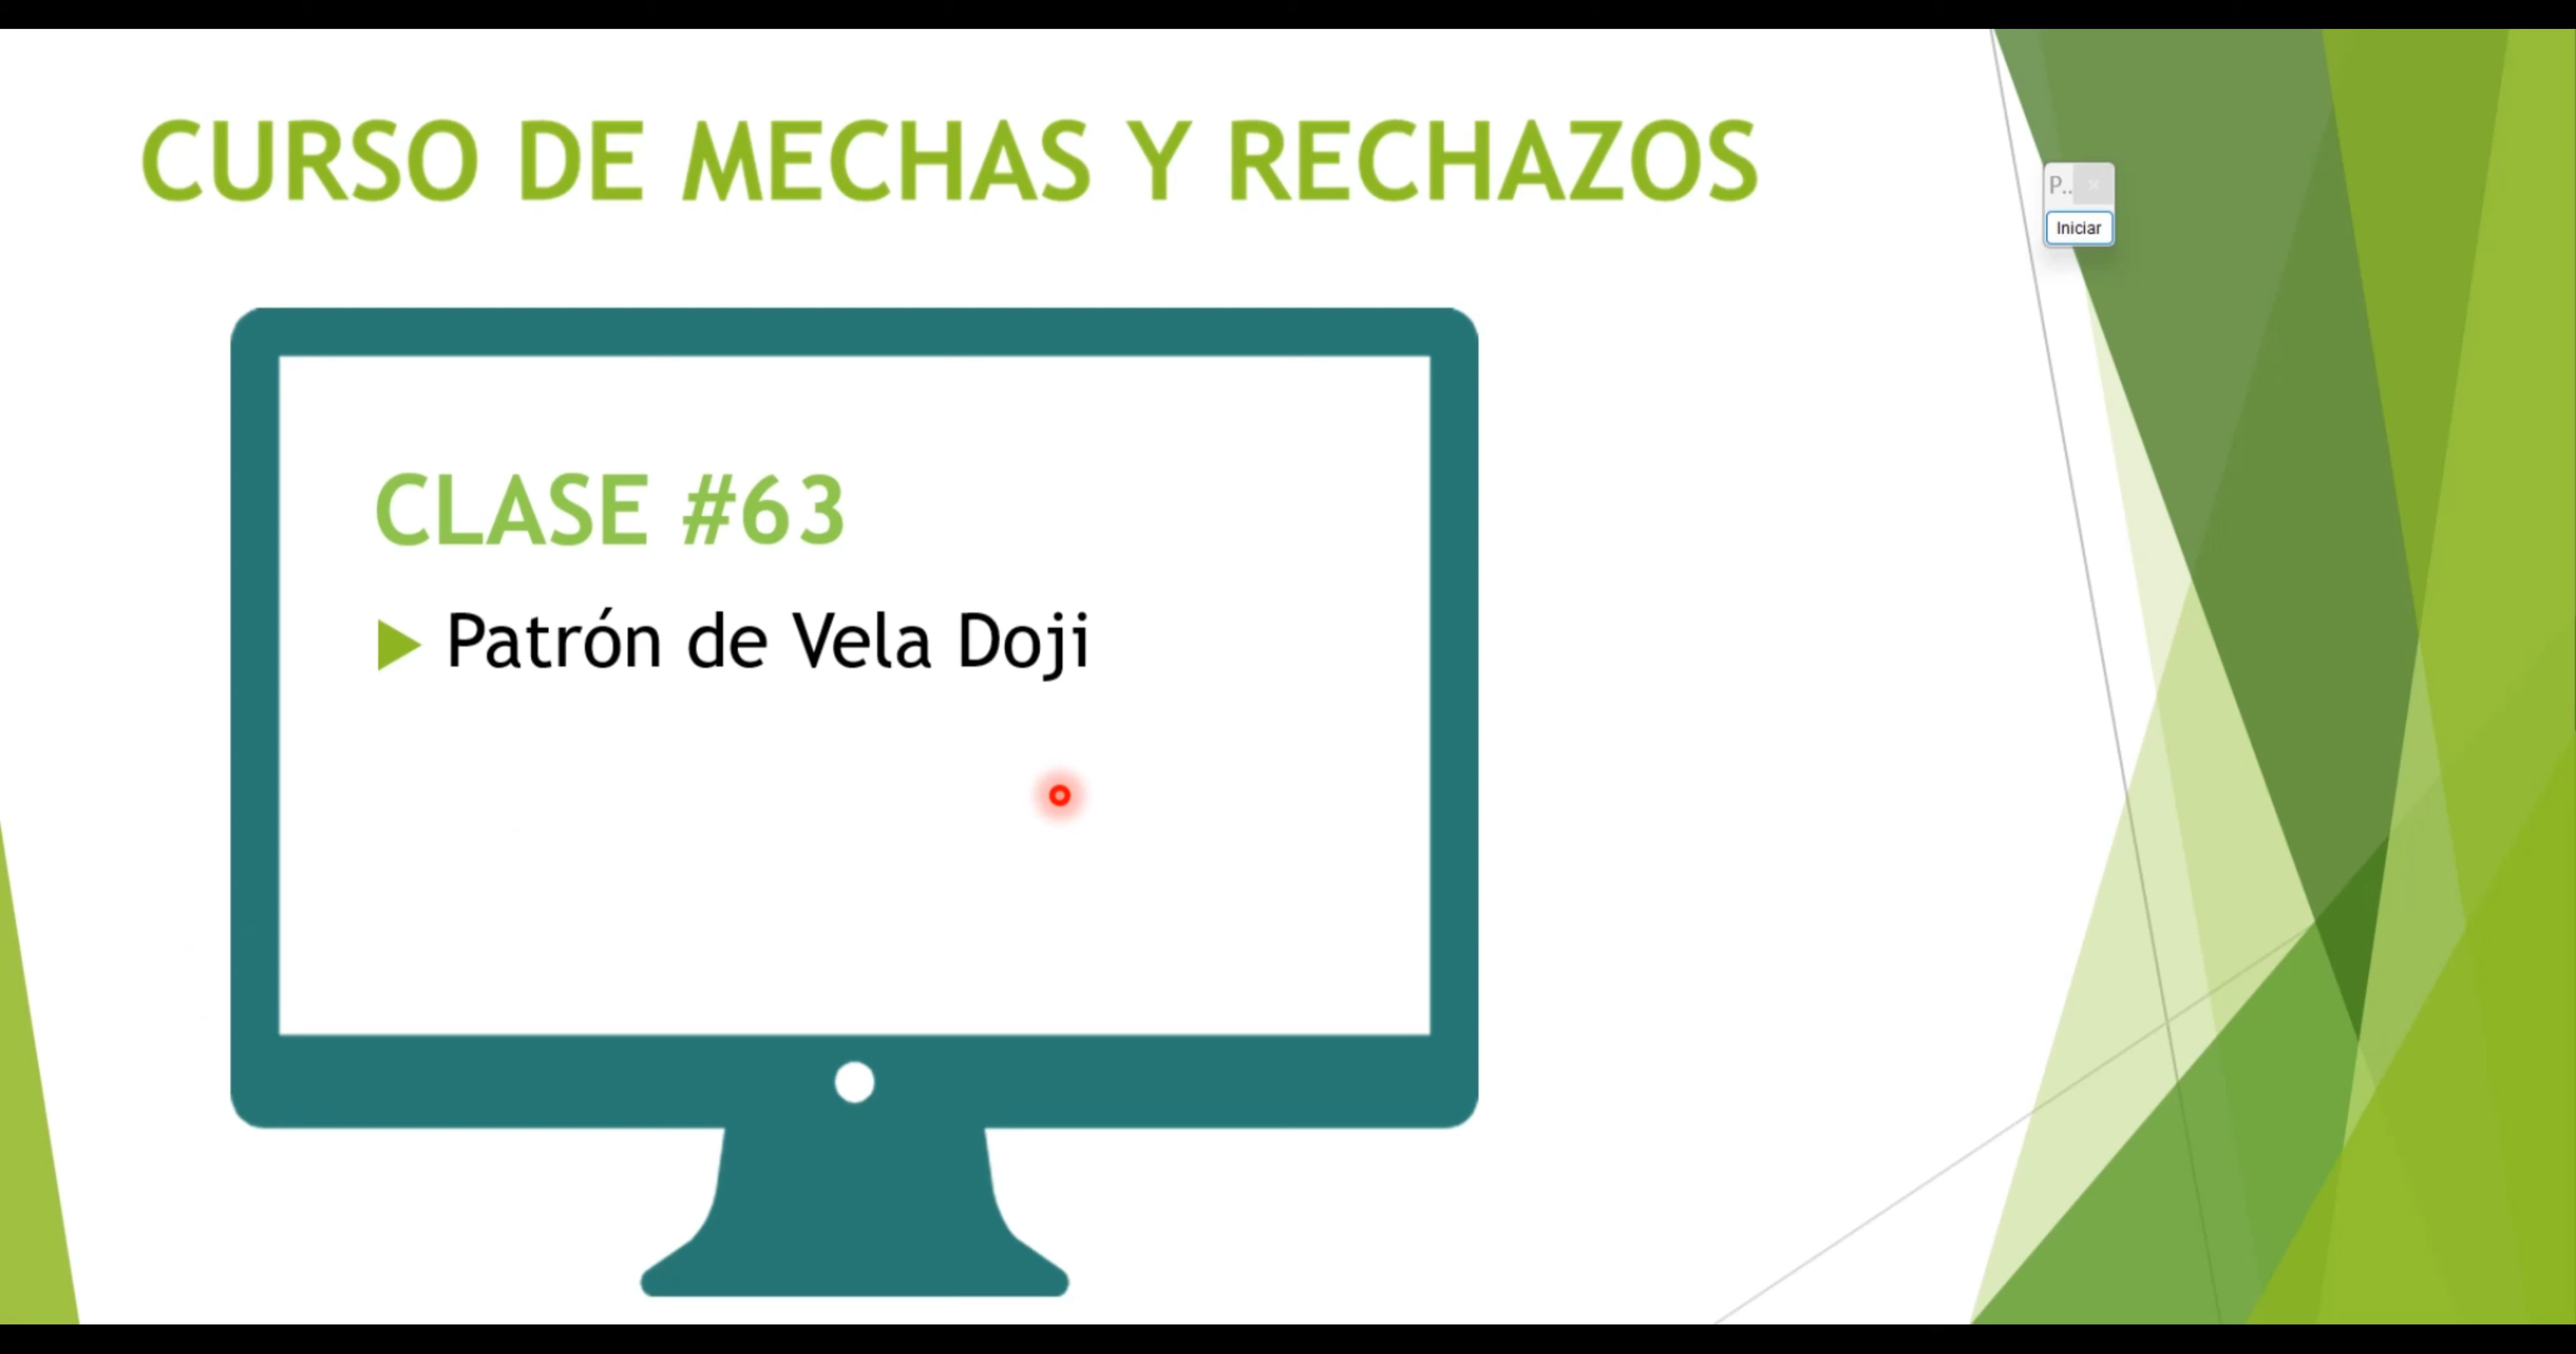 CURSO DE MECHAS Y RECHAZOS
P..
Iniciar
CLASE #63
Patrón de Vela Doji